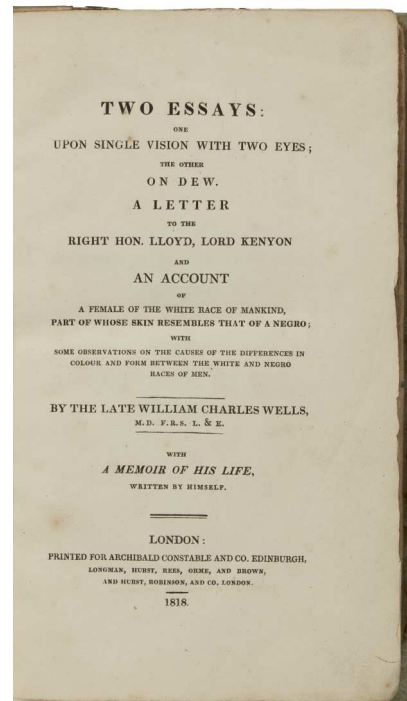 TWO ESSAYS:
ONE
UPON SINGLE VISION WITH TWO EYES;
THE OTHER
ON DEW.
A LETTER
TO THE
RIGHT HON. LLOYD, LORD KENYON
AND
AN ACCOUNT
OF
A FEMALE OF THE WHITE RACE OF MANKIND,
PART OF WHOSE SKIN RESEMBLES THAT OF A NEGRO;
WITH
SOME OBSERVATIONS ON THE CAUSES OF THE DIFFERENCES IN
COLOUR AND FORM BETWEEN THE WHITE AND NEGRO
RACES OF MEN.
BY THE LATE WILLIAM CHARLES WELLS,
M.D. F.R.S. L. & E.
WITH
A MEMOIR OF HIS LIFE,
WRITTEN BY HIMSELF.
LONDON:
PRINTED FOR ARCHIBALD CONSTABLE AND CO. EDINBURGH,
LONGMAN, HURST, REES, ORME, AND BROWN,
AND HURST, ROBINSON, AND CO. LONDON.
1818.